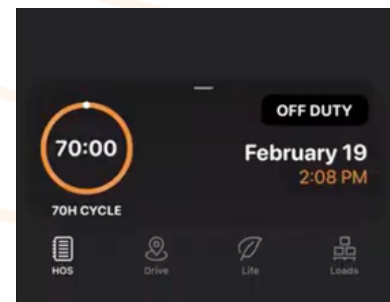 OFF DUTY
70:00
February 19
2:08 PM
70H CYCLE
HOS
Drive
Life
Loads